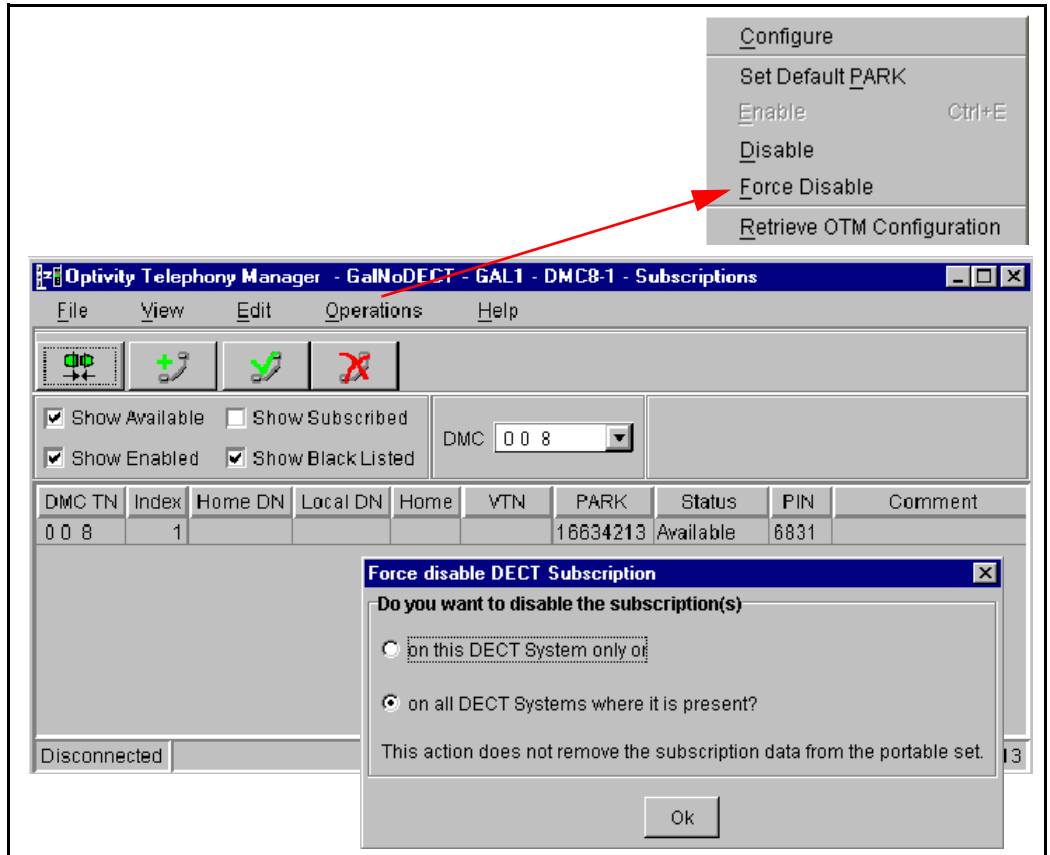 Configure
Set Default PARK
Enable Ctrl+E
Disable
Force Disable
Retrieve OTM Configuration
Optivity Telephony Manager - GalNoDECT - GAL1 - DMC8-1 - Subscriptions
File View Edit Operations Help
Show Available Show Subscribed
DMC 0 0 8
Show Enabled Show Black Listed
DMC TN Index Home DN Local DN Home VTN PARK Status PIN Comment
0 0 8 1 16634213 Available 6831
Force disable DECT Subscription
Do you want to disable the subscription(s)
on this DECT System only or
on all DECT Systems where it is present?
This action does not remove the subscription data from the portable set.
Disconnected 13
Ok